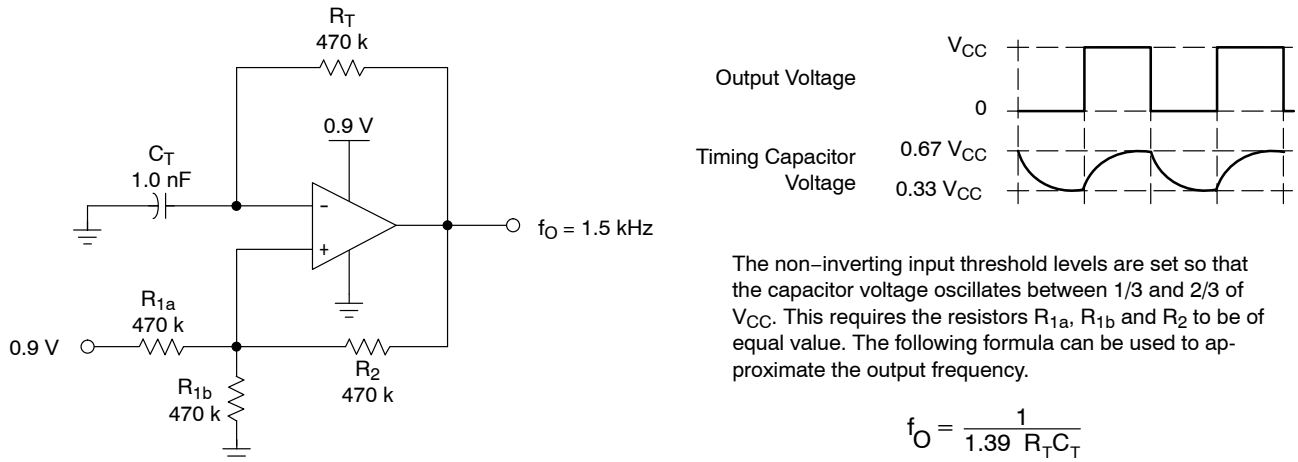 R_T
470 k
0.9 V
C_T
1.0 nF
−
+
f_O = 1.5 kHz
R_1a
470 k
0.9 V
R_1b
470 k
R_2
470 k
Output Voltage
V_CC
0
Timing Capacitor
Voltage
0.67 V_CC
0.33 V_CC
The non−inverting input threshold levels are set so that
the capacitor voltage oscillates between 1/3 and 2/3 of
V_CC. This requires the resistors R_1a, R_1b and R_2 to be of
equal value. The following formula can be used to ap-
proximate the output frequency.
f_O = 1 / 1.39 R_TC_T